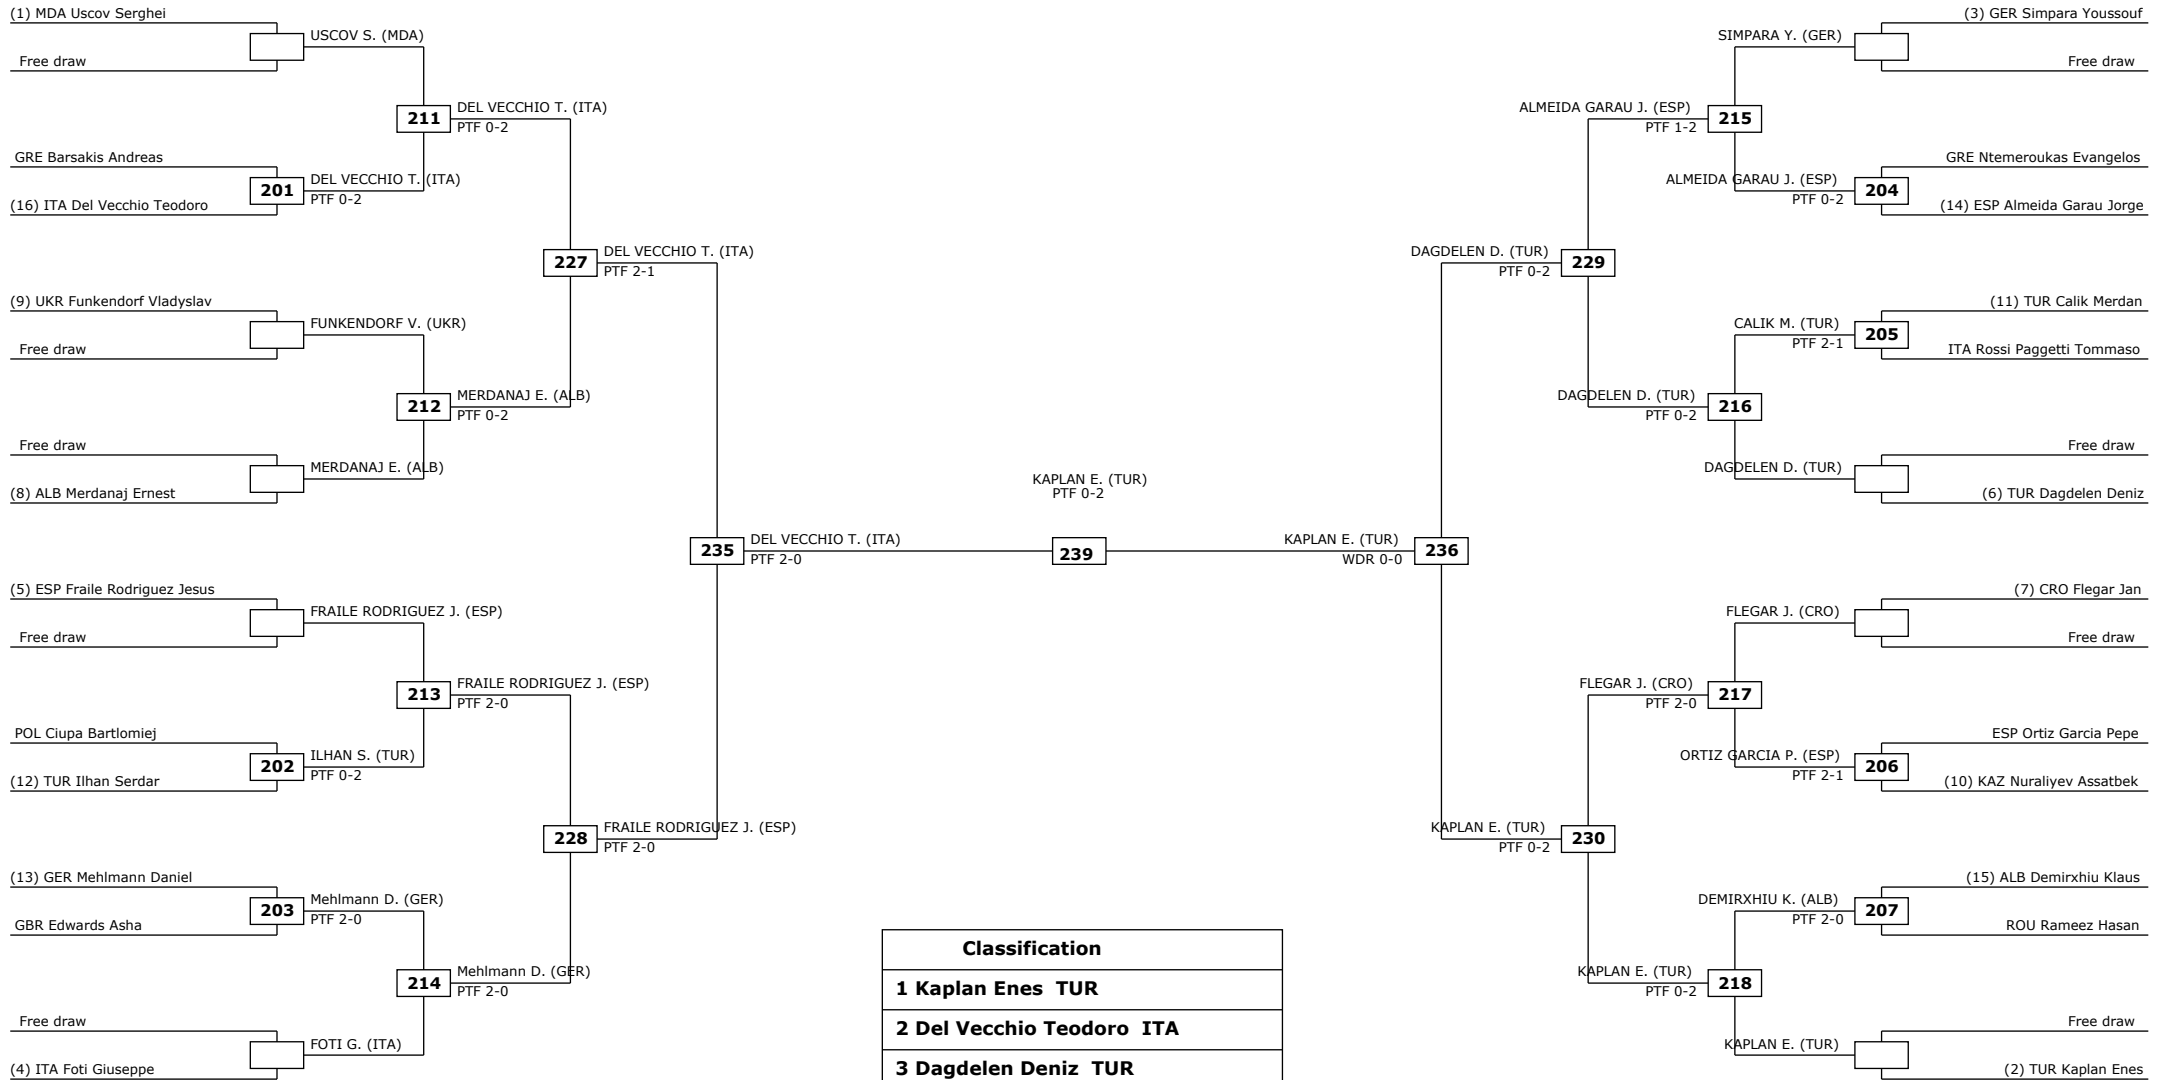 (1) MDA Uscov Serghei
USCOV S. (MDA)
Free draw
211
DEL VECCHIO T. (ITA)
PTF 0-2
GRE Barsakis Andreas
201
DEL VECCHIO T. (ITA)
PTF 0-2
(16) ITA Del Vecchio Teodoro
227
DEL VECCHIO T. (ITA)
PTF 2-1
(9) UKR Funkendorf Vladyslav
FUNKENDORF V. (UKR)
Free draw
212
MERDANAJ E. (ALB)
PTF 0-2
Free draw
MERDANAJ E. (ALB)
(8) ALB Merdanaj Ernest
235
DEL VECCHIO T. (ITA)
PTF 2-0
(5) ESP Fraile Rodriguez Jesus
FRAILE RODRIGUEZ J. (ESP)
Free draw
213
FRAILE RODRIGUEZ J. (ESP)
PTF 2-0
POL Ciupa Bartlomiej
202
ILHAN S. (TUR)
PTF 0-2
(12) TUR Ilhan Serdar
228
FRAILE RODRIGUEZ J. (ESP)
PTF 2-0
(13) GER Mehlmann Daniel
203
Mehlmann D. (GER)
PTF 2-0
GBR Edwards Asha
214
Mehlmann D. (GER)
PTF 2-0
Free draw
FOTI G. (ITA)
(4) ITA Foti Giuseppe
KAPLAN E. (TUR)
PTF 0-2
239
(3) GER Simpara Youssouf
SIMPARA Y. (GER)
Free draw
ALMEIDA GARAU J. (ESP)
PTF 1-2
215
GRE Ntemeroukas Evangelos
ALMEIDA GARAU J. (ESP)
PTF 0-2
204
(14) ESP Almeida Garau Jorge
DAGDELEN D. (TUR)
PTF 0-2
229
(11) TUR Calik Merdan
CALIK M. (TUR)
PTF 2-1
205
ITA Rossi Paggetti Tommaso
DAGDELEN D. (TUR)
PTF 0-2
216
Free draw
DAGDELEN D. (TUR)
(6) TUR Dagdelen Deniz
KAPLAN E. (TUR)
WDR 0-0
236
(7) CRO Flegar Jan
FLEGAR J. (CRO)
Free draw
FLEGAR J. (CRO)
PTF 2-0
217
ESP Ortiz Garcia Pepe
ORTIZ GARCIA P. (ESP)
PTF 2-1
206
(10) KAZ Nuraliyev Assatbek
KAPLAN E. (TUR)
PTF 0-2
230
(15) ALB Demirxhiu Klaus
DEMIRXHIU K. (ALB)
PTF 2-0
207
ROU Rameez Hasan
KAPLAN E. (TUR)
PTF 0-2
218
Free draw
KAPLAN E. (TUR)
(2) TUR Kaplan Enes
Classification
1 Kaplan Enes TUR
2 Del Vecchio Teodoro ITA
3 Dagdelen Deniz TUR